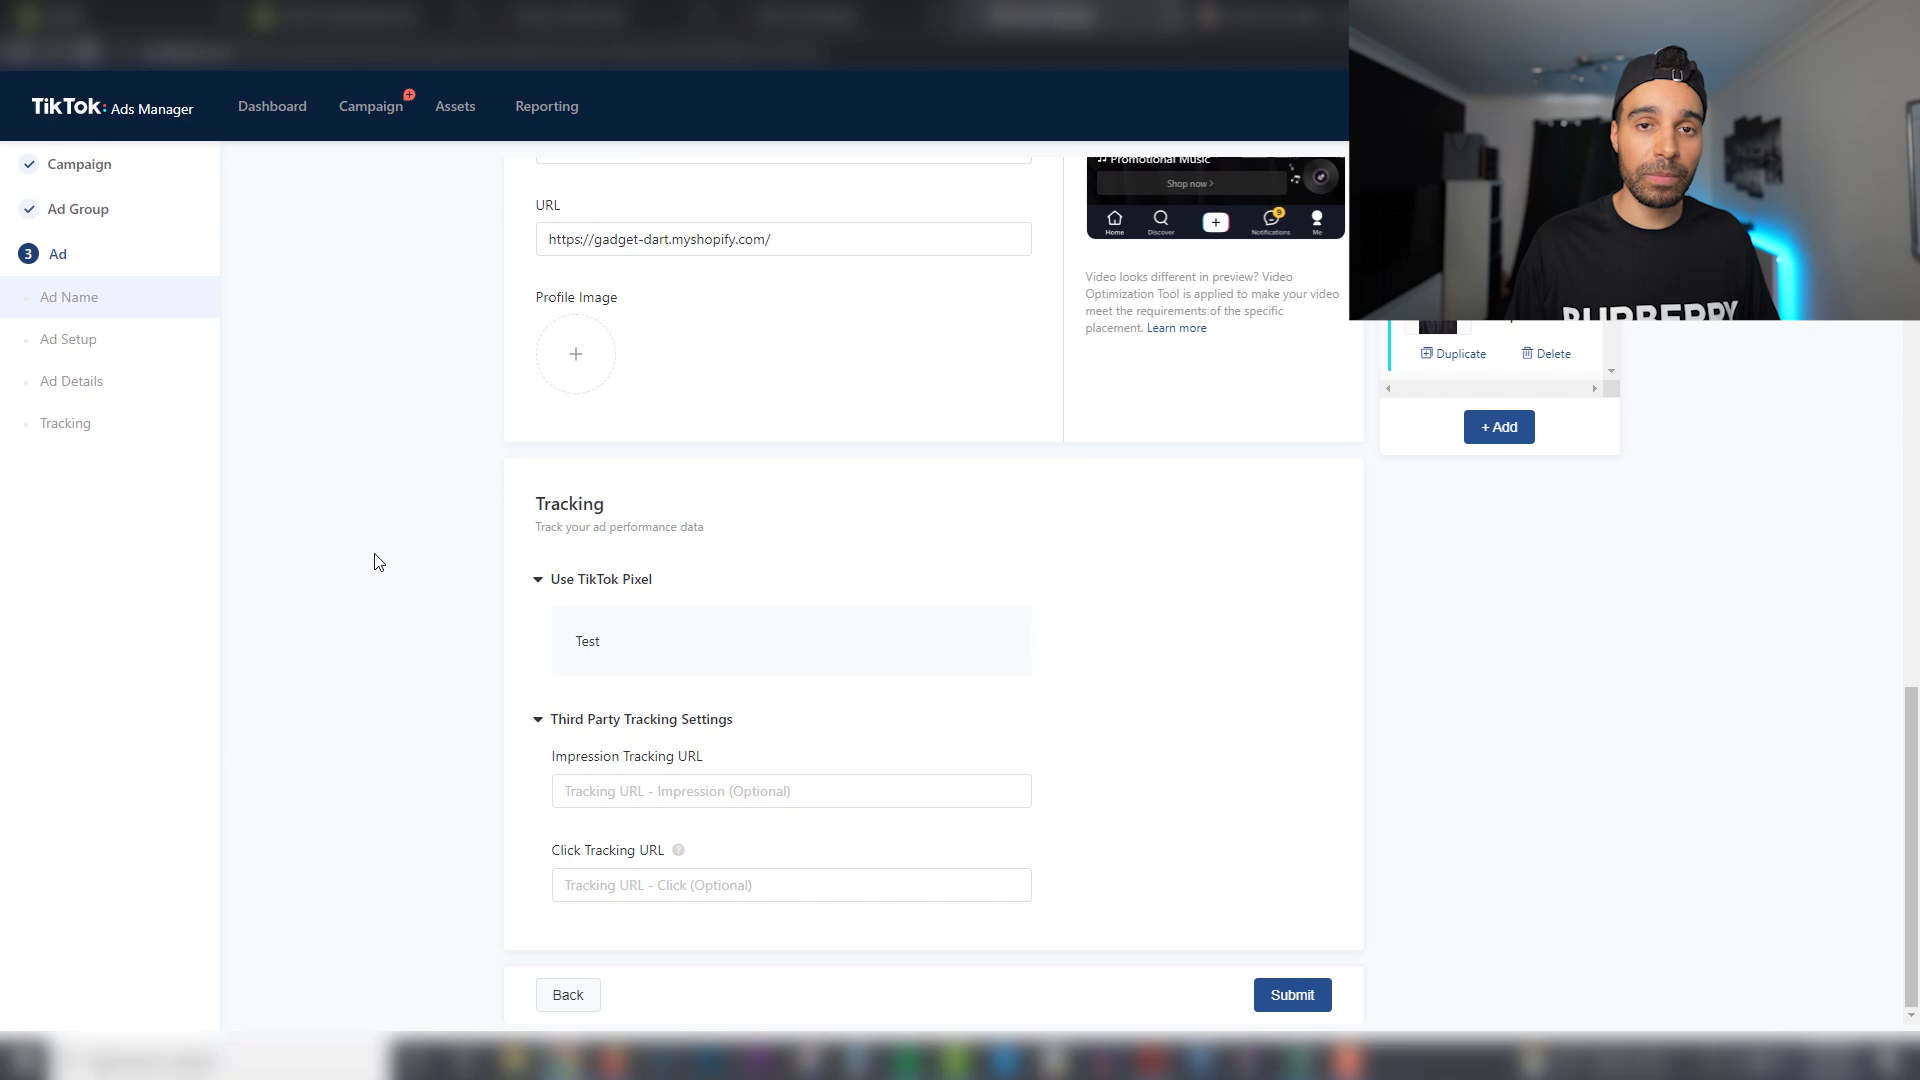 TikTok: Ads Manager
Dashboard
Campaign
Assets
Reporting
Campaign
Ad Group
3 Ad
Ad Name
Ad Setup
Ad Details
Tracking
URL
https://gadget-dart.myshopify.com/
Profile Image
Promotional Music
Shop now >
9
Home
Discover
Notifications
Me
Video looks different in preview? Video
Optimization Tool is applied to make your video
meet the requirements of the specific
placement. Learn more
BURBERRY
Duplicate
Delete
+ Add
Tracking
Track your ad performance data
Use TikTok Pixel
Test
Third Party Tracking Settings
Impression Tracking URL
Tracking URL - Impression (Optional)
Click Tracking URL ?
Tracking URL - Click (Optional)
Back
Submit